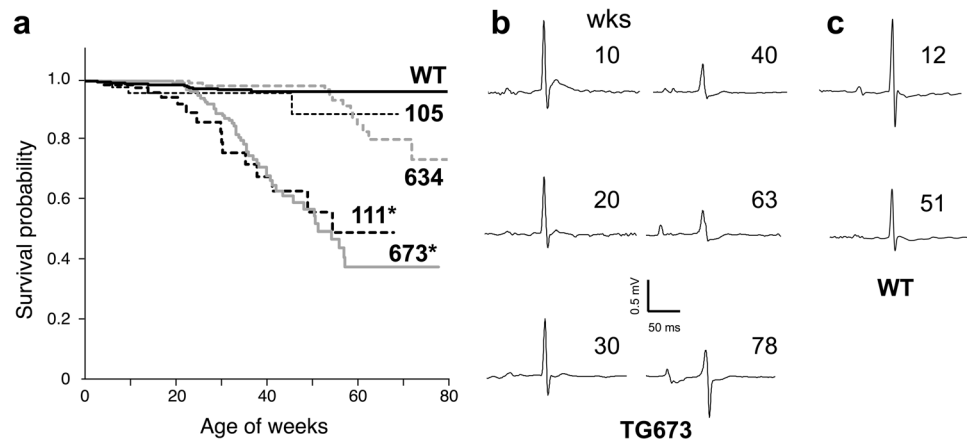 a
Survival probability
1.0
0.8
0.6
0.4
0.2
0
0 20 40 60 80
Age of weeks
WT
105
634
111*
673*
b
wks
10
40
20
63
30
78
0.5 mV
50 ms
TG673
c
12
51
WT